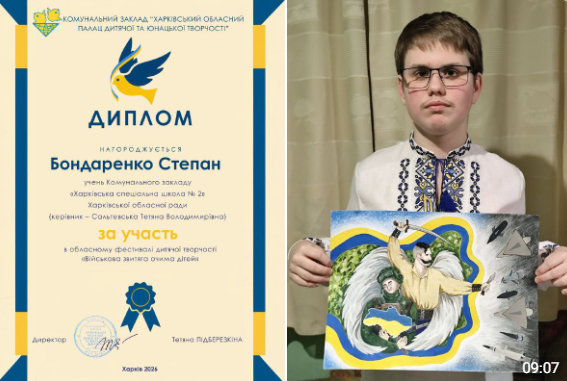 КОМУНАЛЬНИЙ ЗАКЛАД "ХАРКІВСЬКИЙ ОБЛАСНИЙ
ПАЛАЦ ДИТЯЧОЇ ТА ЮНАЦЬКОЇ ТВОРЧОСТІ"
ДИПЛОМ
НАГОРОДЖУЄТЬСЯ
Бондаренко Степан
учень Комунального закладу
«Харківська спеціальна школа № 2»
Харківської обласної ради
(керівник – Сальтевська Тетяна Володимирівна)
за участь
в обласному фестивалі дитячої творчості
«Військова звитяга очима дітей»
Директор
Тетяна ПІДБЕРЕЗКІНА
Харків 2026
09:07